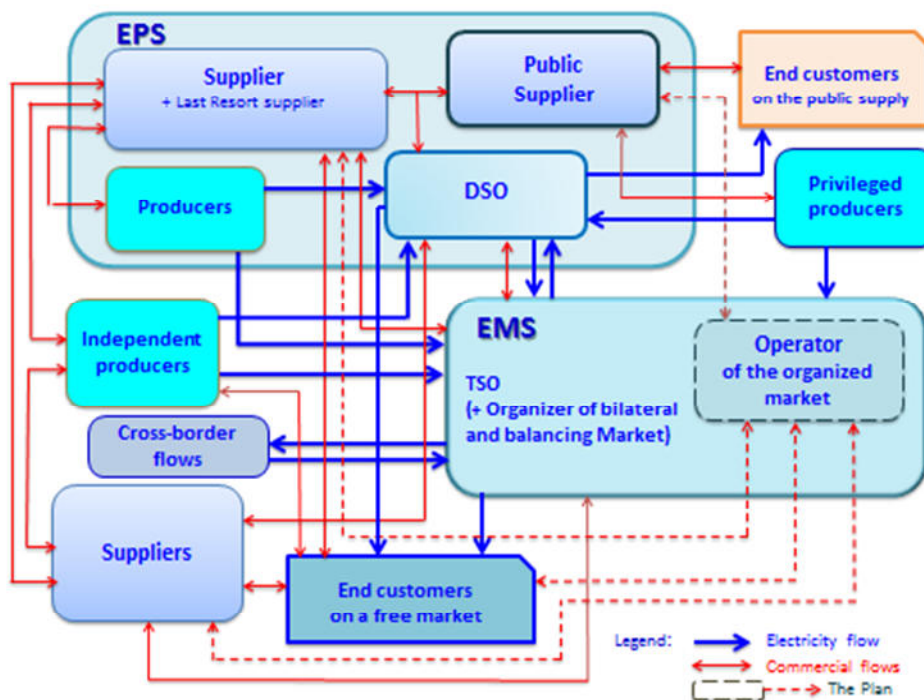 EPS
Supplier
+ Last Resort supplier
Public
Supplier
End customers
on the public supply
Producers
DSO
Privileged
producers
Independent
producers
EMS
TSO
(+ Organizer of bilateral
and balancing Market)
Operator
of the organized
market
Cross-border
flows
Suppliers
End customers
on a free market
Legend:
Electricity flow
Commercial flows
The Plan